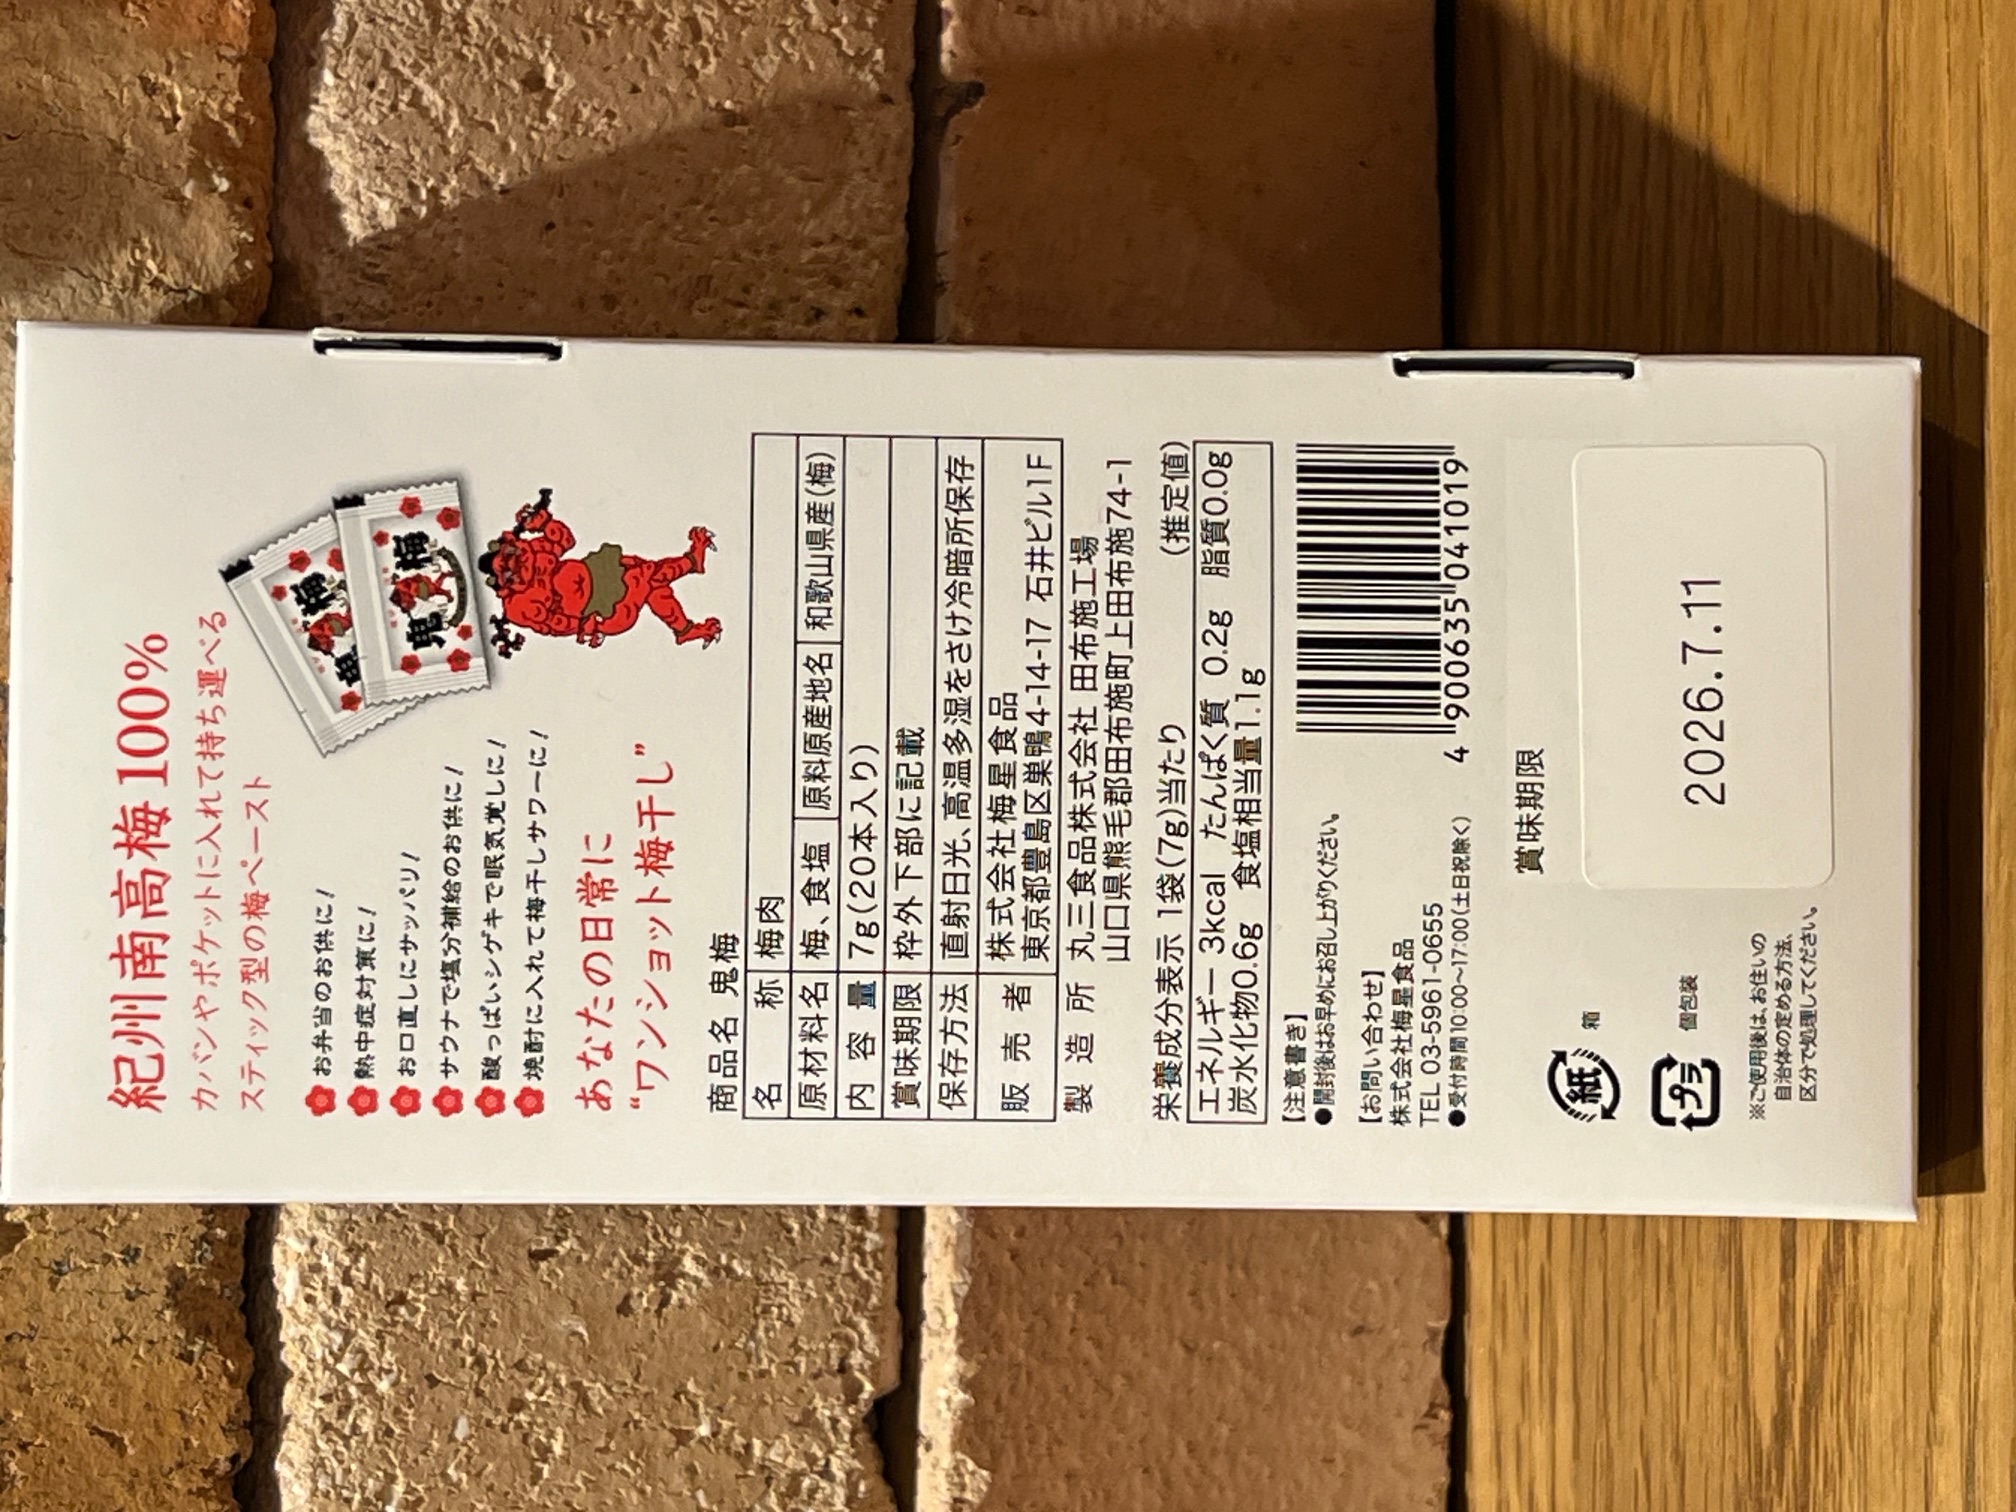 紀州南高梅100%
カバンやポケットに入れて持ち運べる
スティック型の梅ペースト
お弁当のお供に!
熱中症対策に!
お口直しにサッパリ!
サウナで塩分補給のお供に!
酸っぱいシゲキで眠気覚しに!
焼酎に入れて梅干しサワーに!
鬼梅
梅
あなたの日常に
“ワンショット梅干し”
商品名 鬼梅
名称 梅肉
原材料名 梅、食塩 原料原産地名 和歌山県産(梅)
内容量 7g(20本入り)
賞味期限 枠外下部に記載
保存方法 直射日光、高温多湿をさけ冷暗所保存
販売者 株式会社梅星食品
東京都豊島区巣鴨4-14-17 石井ビル1F
製造所 丸三食品株式会社 田布施工場
山口県熊毛郡田布施町上田布施74-1
栄養成分表示 1袋(7g)当たり (推定値)
エネルギー 3kcal たんぱく質 0.2g 脂質0.0g
炭水化物0.6g 食塩相当量1.1g
【注意書き】
●開封後はお早めにお召し上がりください。
【お問い合わせ】
株式会社梅星食品
TEL 03-5961-0655
●受付時間10:00〜17:00(土日祝除く)
4 900635 041019
賞味期限
2026.7.11
紙 箱
プラ 個包装
※ご使用後は、お住いの
自治体の定める方法、
区分で処理してください。